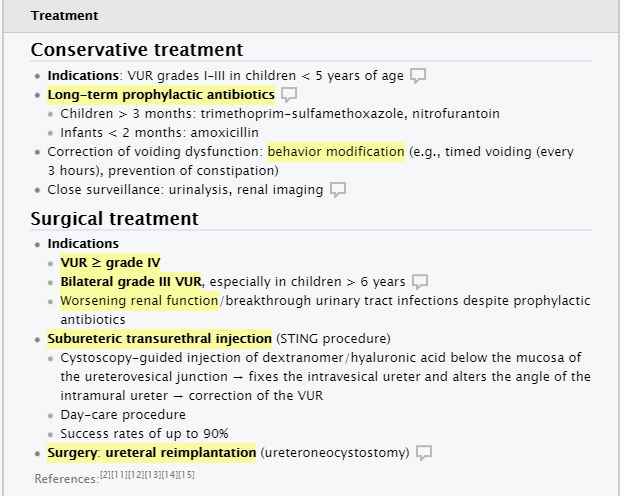 Treatment
Conservative treatment
Indications: VUR grades I–III in children < 5 years of age
Long-term prophylactic antibiotics
Children > 3 months: trimethoprim-sulfamethoxazole, nitrofurantoin
Infants < 2 months: amoxicillin
Correction of voiding dysfunction: behavior modification (e.g., timed voiding (every
3 hours), prevention of constipation)
Close surveillance: urinalysis, renal imaging
Surgical treatment
Indications
VUR ≥ grade IV
Bilateral grade III VUR, especially in children > 6 years
Worsening renal function/breakthrough urinary tract infections despite prophylactic
antibiotics
Subureteric transurethral injection (STING procedure)
Cystoscopy-guided injection of dextranomer/hyaluronic acid below the mucosa of
the ureterovesical junction → fixes the intravesical ureter and alters the angle of the
intramural ureter → correction of the VUR
Day-care procedure
Success rates of up to 90%
Surgery: ureteral reimplantation (ureteroneocystostomy)
References:[2][11][12][13][14][15]